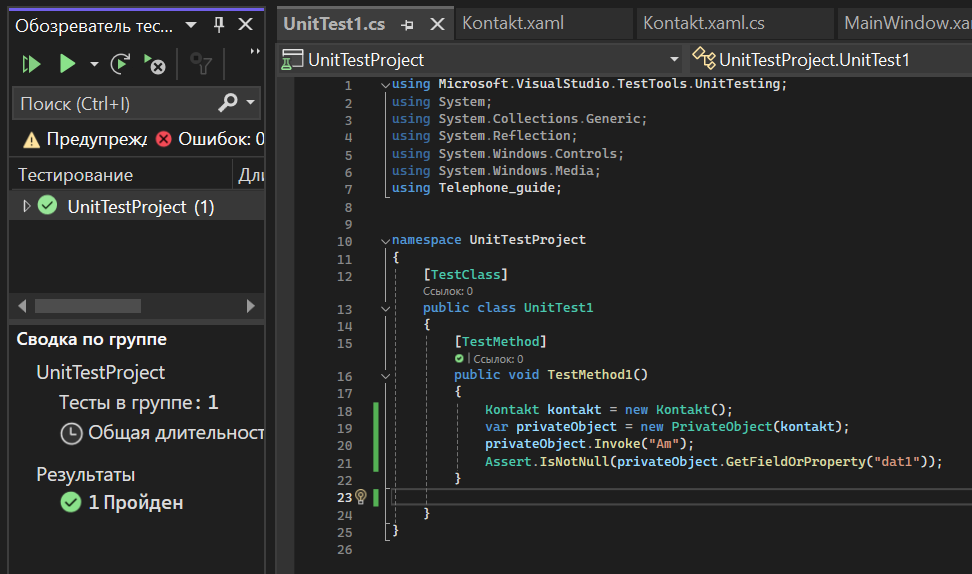 Обозреватель тес...
Поиск (Ctrl+I)
Предупрежд
Ошибок: 0
Тестирование
Дли
UnitTestProject (1)
Сводка по группе
UnitTestProject
Тесты в группе: 1
Общая длительност
Результаты
1 Пройден
UnitTest1.cs
Kontakt.xaml
Kontakt.xaml.cs
MainWindow.xa
UnitTestProject
UnitTestProject.UnitTest1
1 using Microsoft.VisualStudio.TestTools.UnitTesting;
2 using System;
3 using System.Collections.Generic;
4 using System.Reflection;
5 using System.Windows.Controls;
6 using System.Windows.Media;
7 using Telephone_guide;
8
9
10 namespace UnitTestProject
11 {
12 [TestClass]
Ссылок: 0
13 public class UnitTest1
14 {
15 [TestMethod]
| Ссылок: 0
16 public void TestMethod1()
17 {
18 Kontakt kontakt = new Kontakt();
19 var privateObject = new PrivateObject(kontakt);
20 privateObject.Invoke("Am");
21 Assert.IsNotNull(privateObject.GetFieldOrProperty("dat1"));
22 }
23
24 }
25 }
26